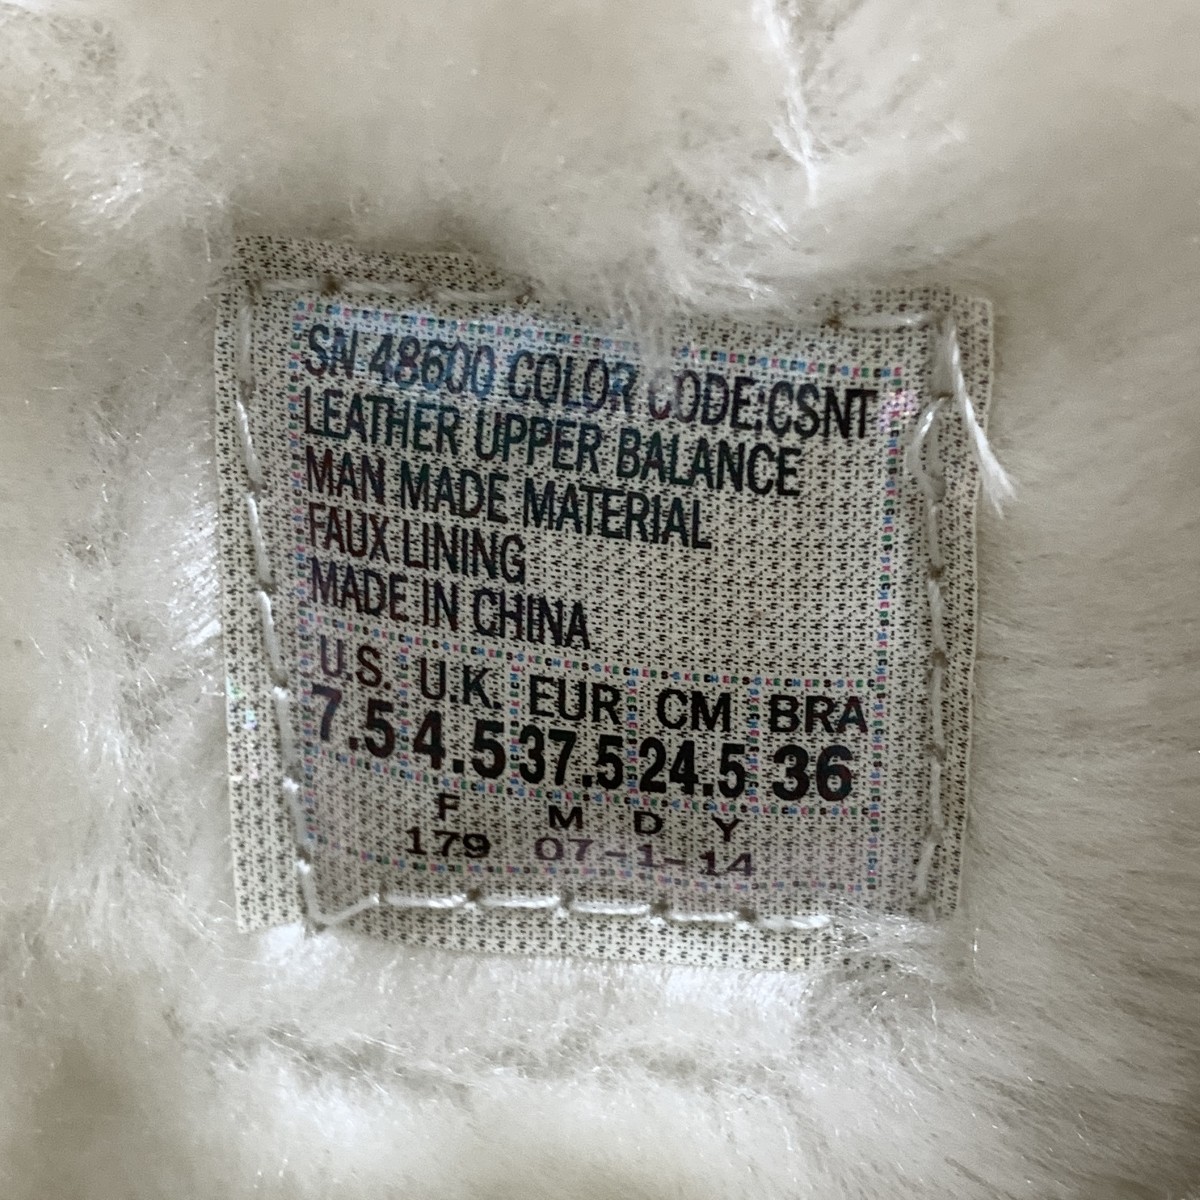 SN 48600 COLOR CODE:CSNT
LEATHER UPPER BALANCE
MAN MADE MATERIAL
FAUX LINING
MADE IN CHINA
U.S. U.K. EUR CM BRA
7.5 4.5 37.5 24.5 36
F M D Y
179 07-1-14